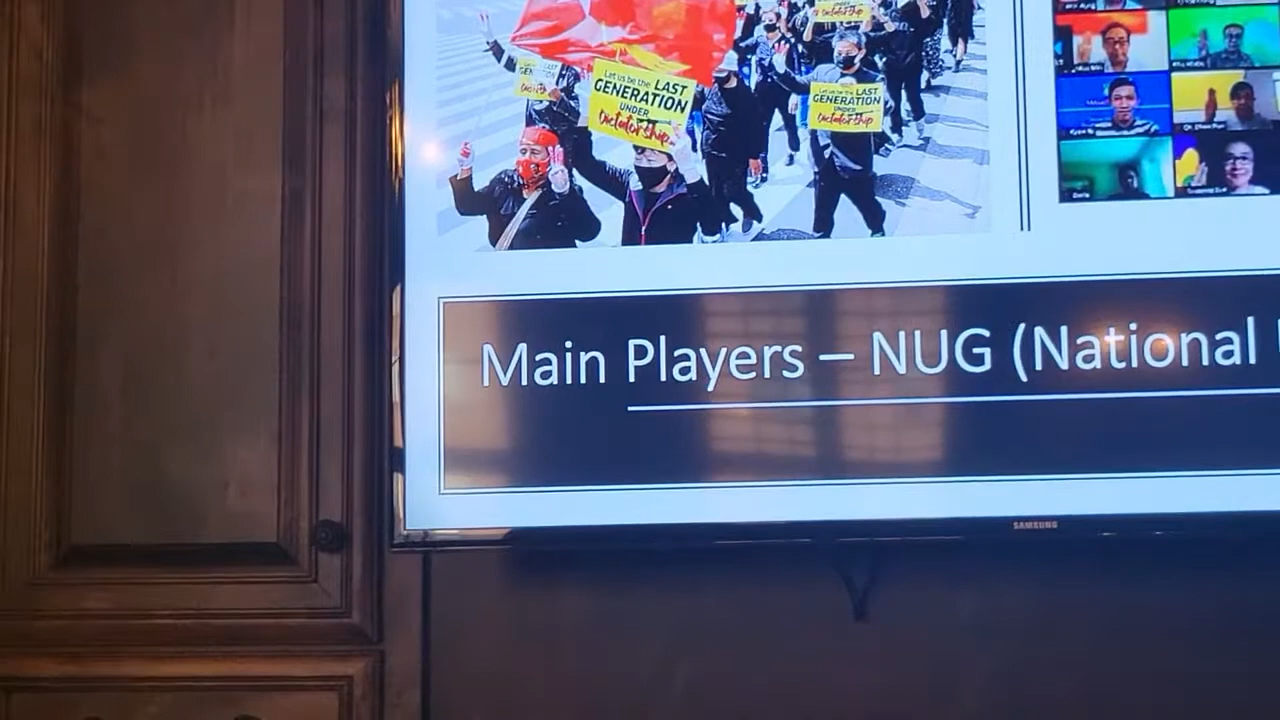 Let us be the LAST
GENERATION
UNDER
Dictatorship
Let us be the LAST
GENERATION
UNDER
Dictatorship
Main Players – NUG (National
SAMSUNG